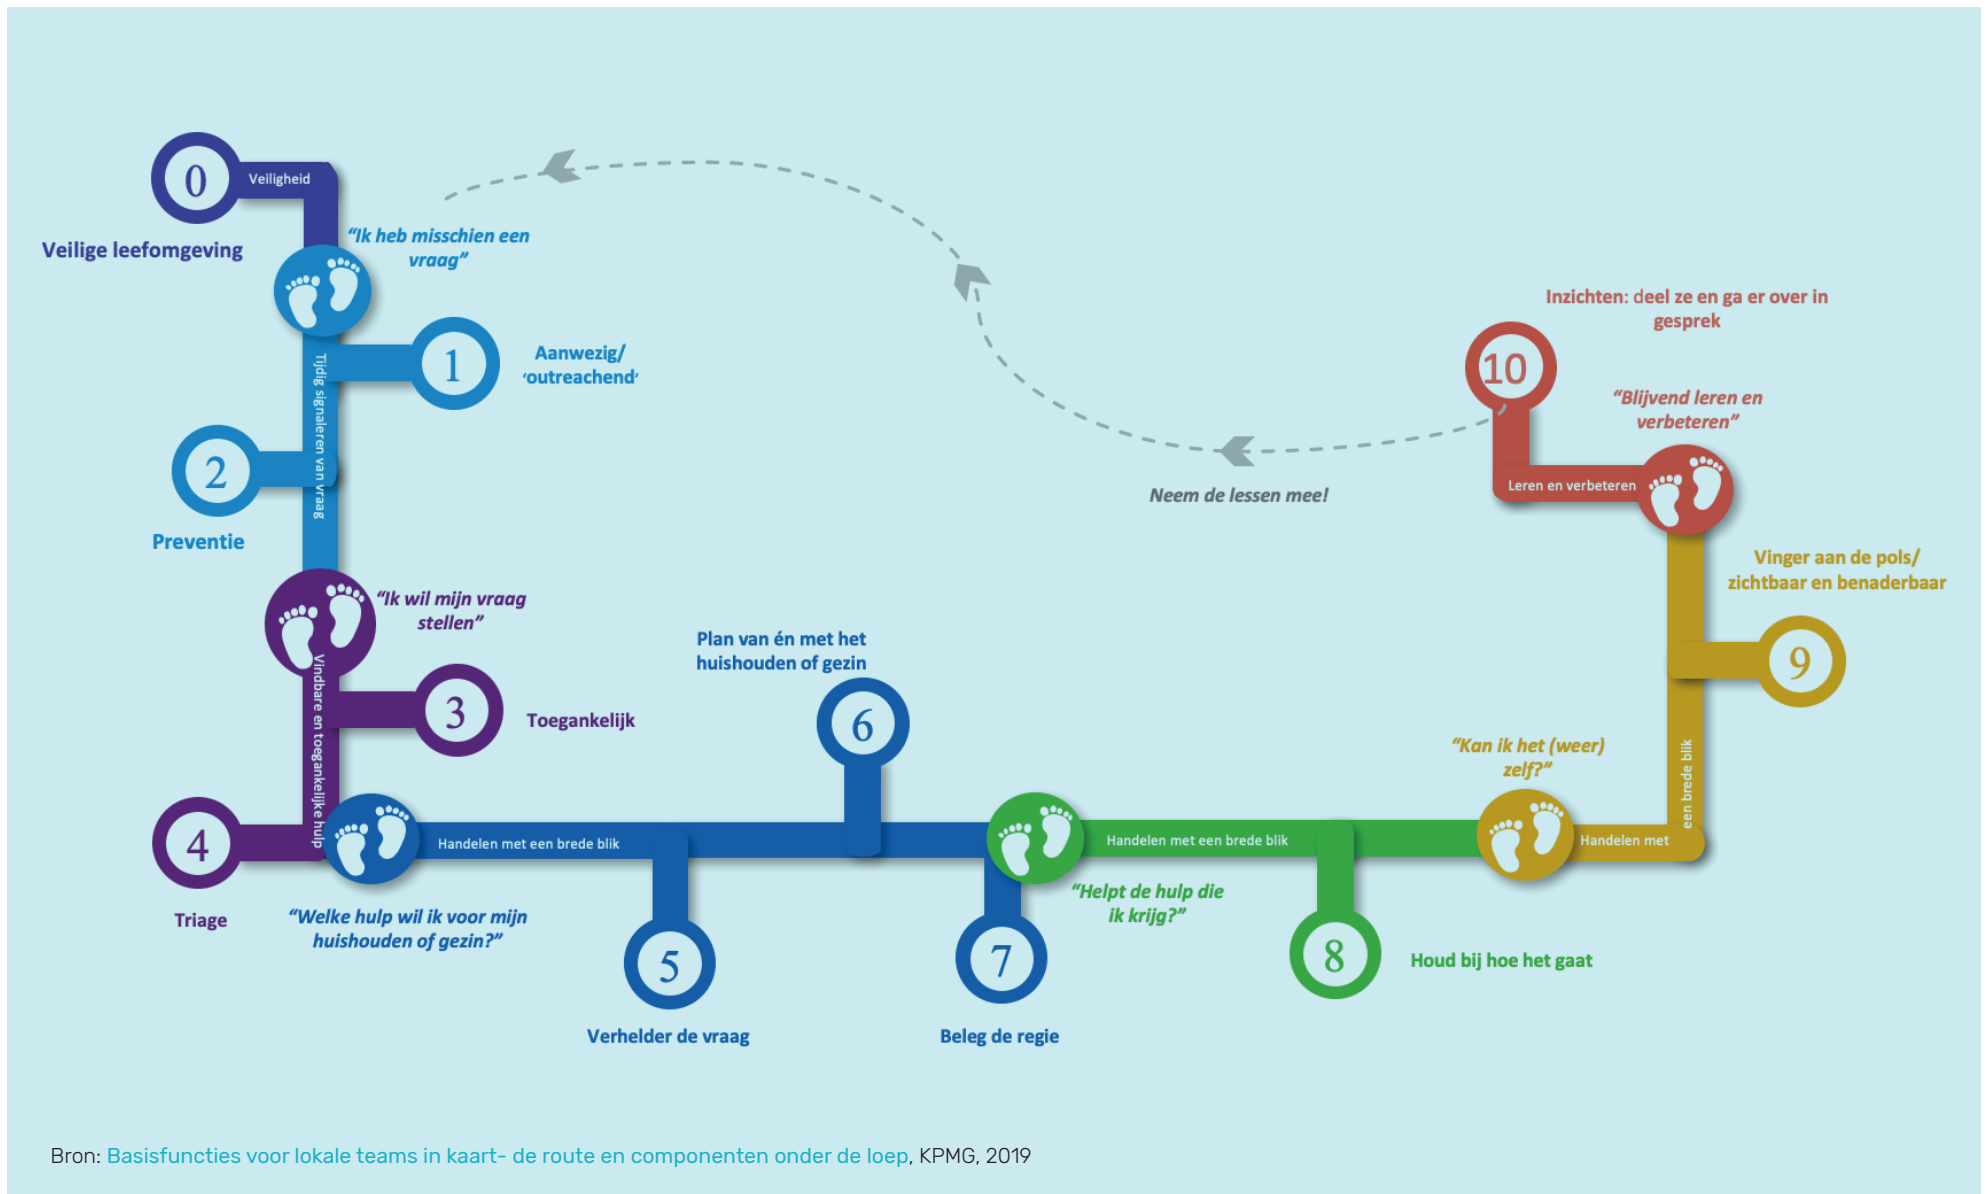 0
Veiligheid
Veilige leefomgeving
“Ik heb misschien een
vraag”
Tijdig signaleren van vraag
1
Aanwezig/
‘outreachend’
2
Preventie
“Ik wil mijn vraag
stellen”
Vindbare en toegankelijke hulp
3
Toegankelijk
4
Triage
“Welke hulp wil ik voor mijn
huishouden of gezin?”
Handelen met een brede blik
5
Verhelder de vraag
Plan van én met het
huishouden of gezin
6
7
Beleg de regie
“Helpt de hulp die
ik krijg?”
Handelen met een brede blik
8
Houd bij hoe het gaat
“Kan ik het (weer)
zelf?”
Handelen met
een brede blik
9
Vinger aan de pols/
zichtbaar en benaderbaar
“Blijvend leren en
verbeteren”
Leren en verbeteren
10
Inzichten: deel ze en ga er over in
gesprek
Neem de lessen mee!
Bron: Basisfuncties voor lokale teams in kaart- de route en componenten onder de loep, KPMG, 2019